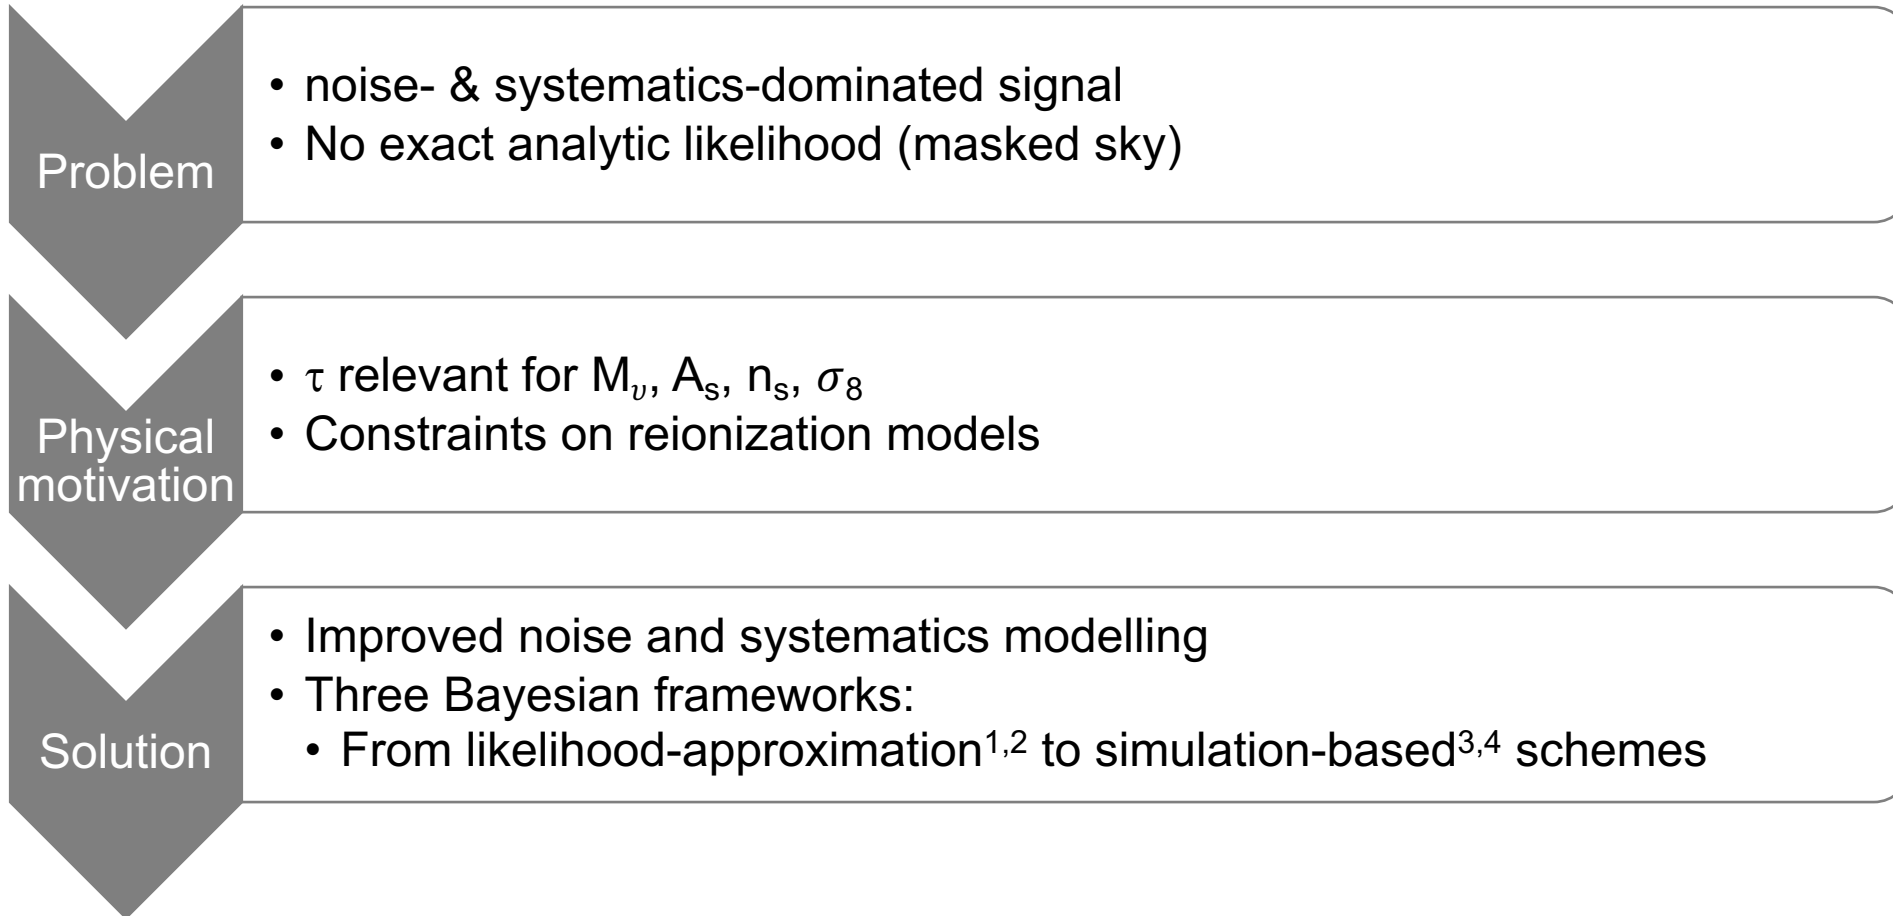 Problem
• noise- & systematics-dominated signal
• No exact analytic likelihood (masked sky)
Physical
motivation
• τ relevant for M𝜐, Aₛ, nₛ, 𝜎₈
• Constraints on reionization models
Solution
• Improved noise and systematics modelling
• Three Bayesian frameworks:
• From likelihood-approximation¹,² to simulation-based³,⁴ schemes